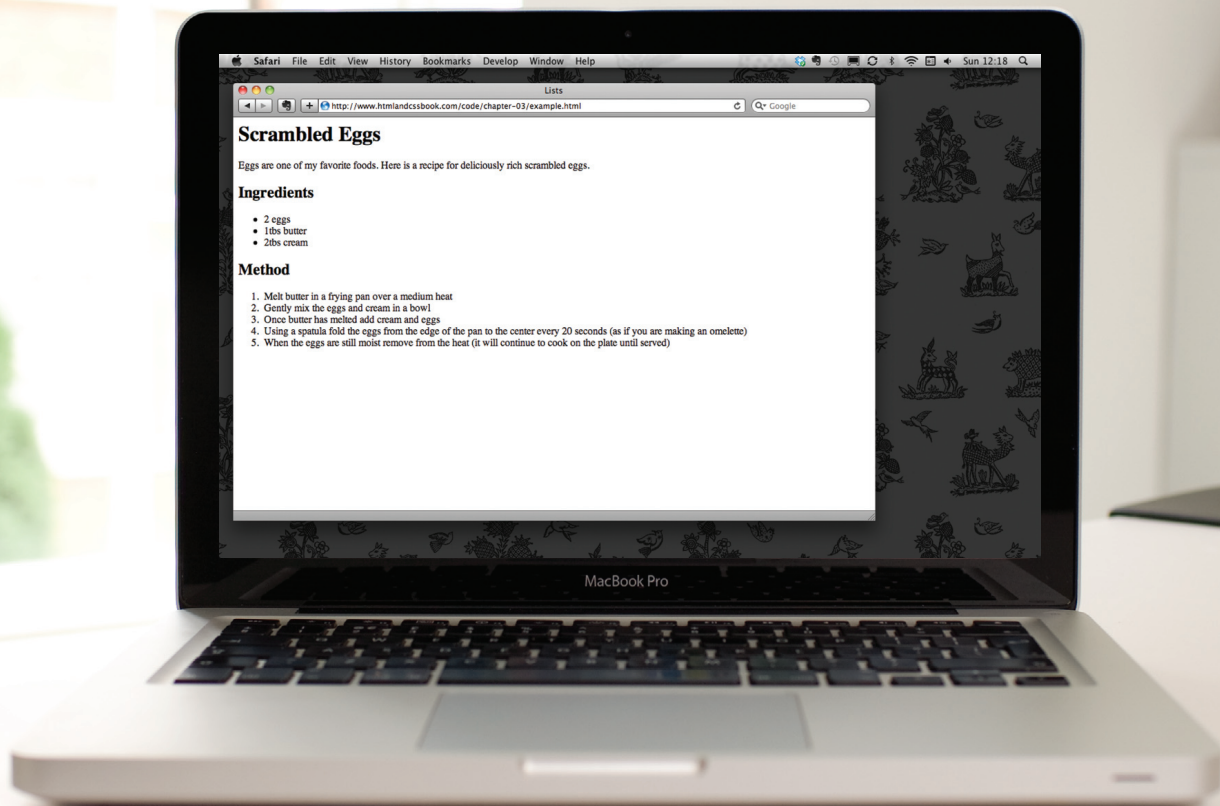 Safari File Edit View History Bookmarks Develop Window Help Sun 12:18
Lists
http://www.htmlandcssbook.com/code/chapter-03/example.html Google
Scrambled Eggs
Eggs are one of my favorite foods. Here is a recipe for deliciously rich scrambled eggs.
Ingredients
• 2 eggs
• 1tbs butter
• 2tbs cream
Method
1. Melt butter in a frying pan over a medium heat
2. Gently mix the eggs and cream in a bowl
3. Once butter has melted add cream and eggs
4. Using a spatula fold the eggs from the edge of the pan to the center every 20 seconds (as if you are making an omelette)
5. When the eggs are still moist remove from the heat (it will continue to cook on the plate until served)
MacBook Pro